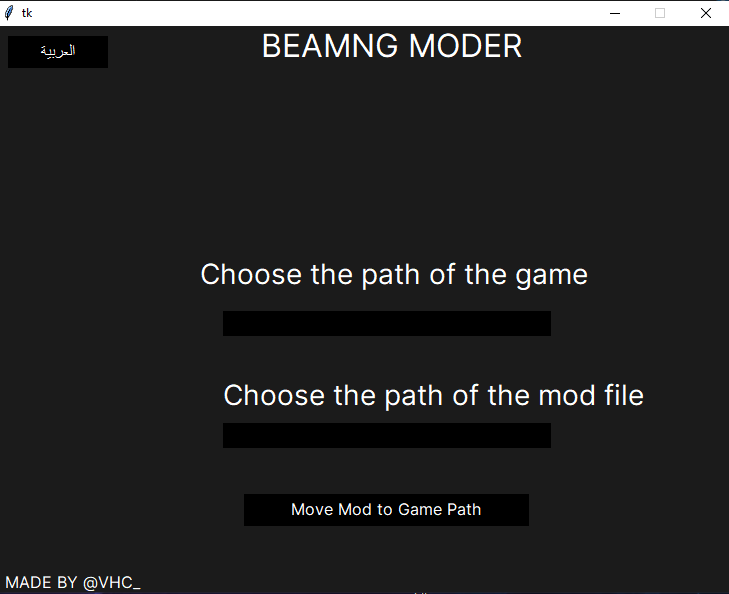 tk
العربية
BEAMNG MODER
Choose the path of the game
Choose the path of the mod file
Move Mod to Game Path
MADE BY @VHC_